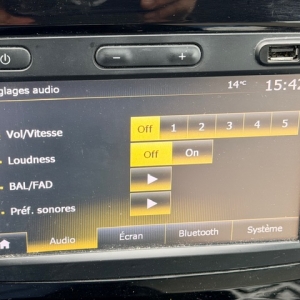 glages audio 14°C 15:42
Vol/Vitesse Off 1 2 3 4 5
Loudness Off On
BAL/FAD
Préf. sonores
Audio Écran Bluetooth Système